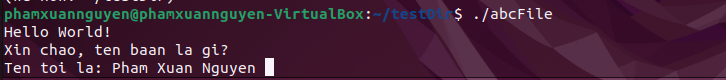 phamxuannguyen@phamxuannguyen-VirtualBox:~/testDir$ ./abcFile
Hello World!
Xin chao, ten baan la gi?
Ten toi la: Pham Xuan Nguyen